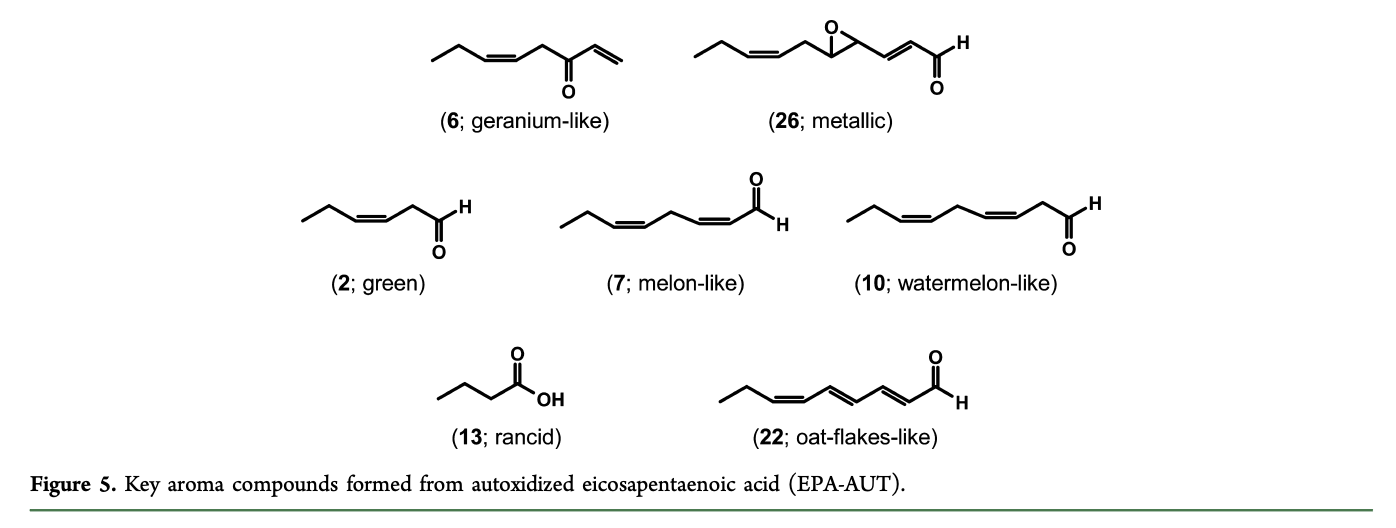 O
H
O
O
(6; geranium-like)
(26; metallic)
O
H
H
H
O
O
(2; green)
(7; melon-like)
(10; watermelon-like)
O
O
OH
H
(13; rancid)
(22; oat-flakes-like)
Figure 5. Key aroma compounds formed from autoxidized eicosapentaenoic acid (EPA-AUT).